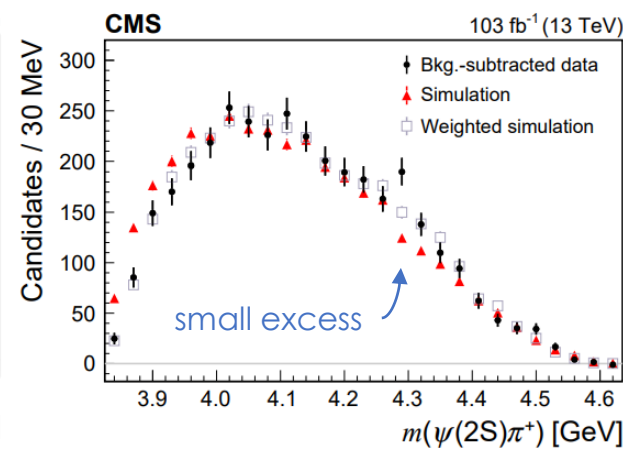 CMS 103 fb⁻¹ (13 TeV)
Candidates / 30 MeV
300
250
200
150
100
50
0
Bkg.-subtracted data
Simulation
Weighted simulation
small excess
3.9 4.0 4.1 4.2 4.3 4.4 4.5 4.6
m(ψ(2S)π⁺) [GeV]